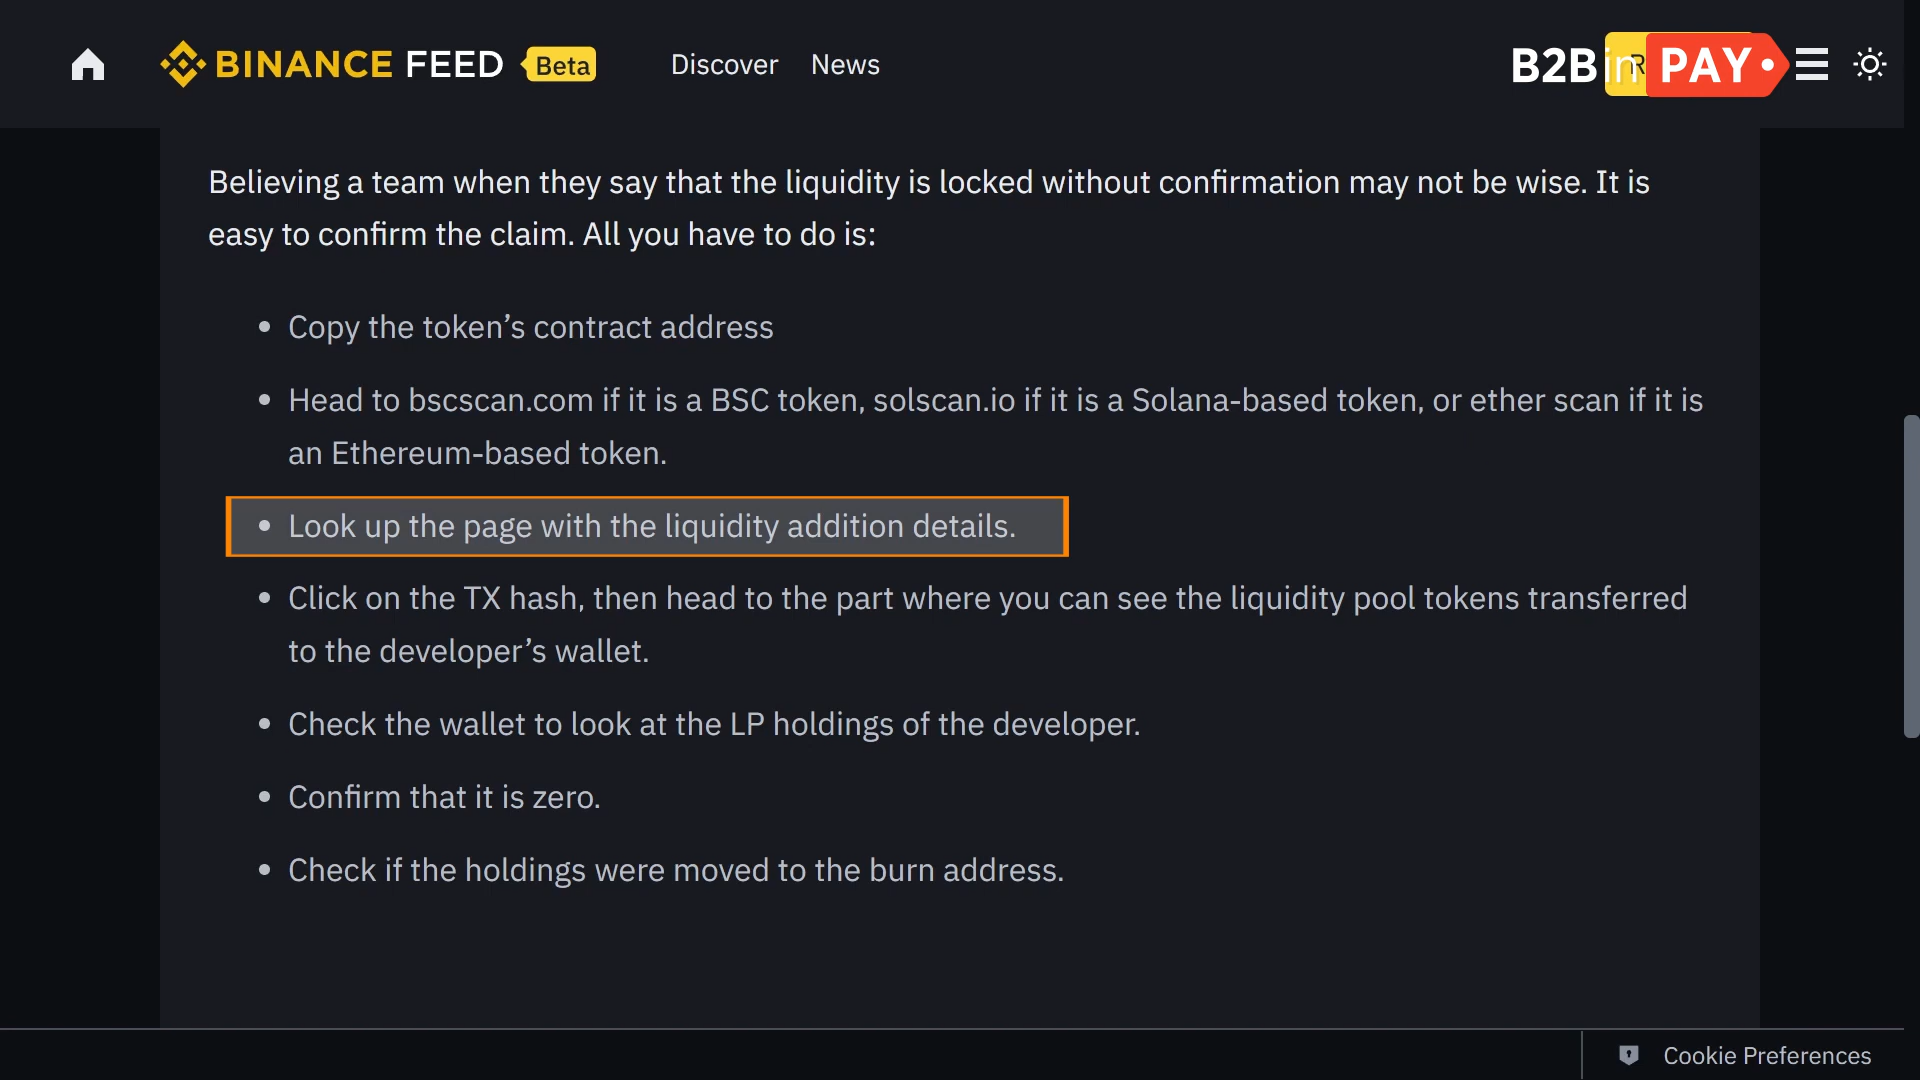 BINANCE FEED Beta Discover News B2Bin PAY
Believing a team when they say that the liquidity is locked without confirmation may not be wise. It is
easy to confirm the claim. All you have to do is:
• Copy the token’s contract address
• Head to bscscan.com if it is a BSC token, solscan.io if it is a Solana-based token, or ether scan if it is
an Ethereum-based token.
• Look up the page with the liquidity addition details.
• Click on the TX hash, then head to the part where you can see the liquidity pool tokens transferred
to the developer’s wallet.
• Check the wallet to look at the LP holdings of the developer.
• Confirm that it is zero.
• Check if the holdings were moved to the burn address.
Cookie Preferences